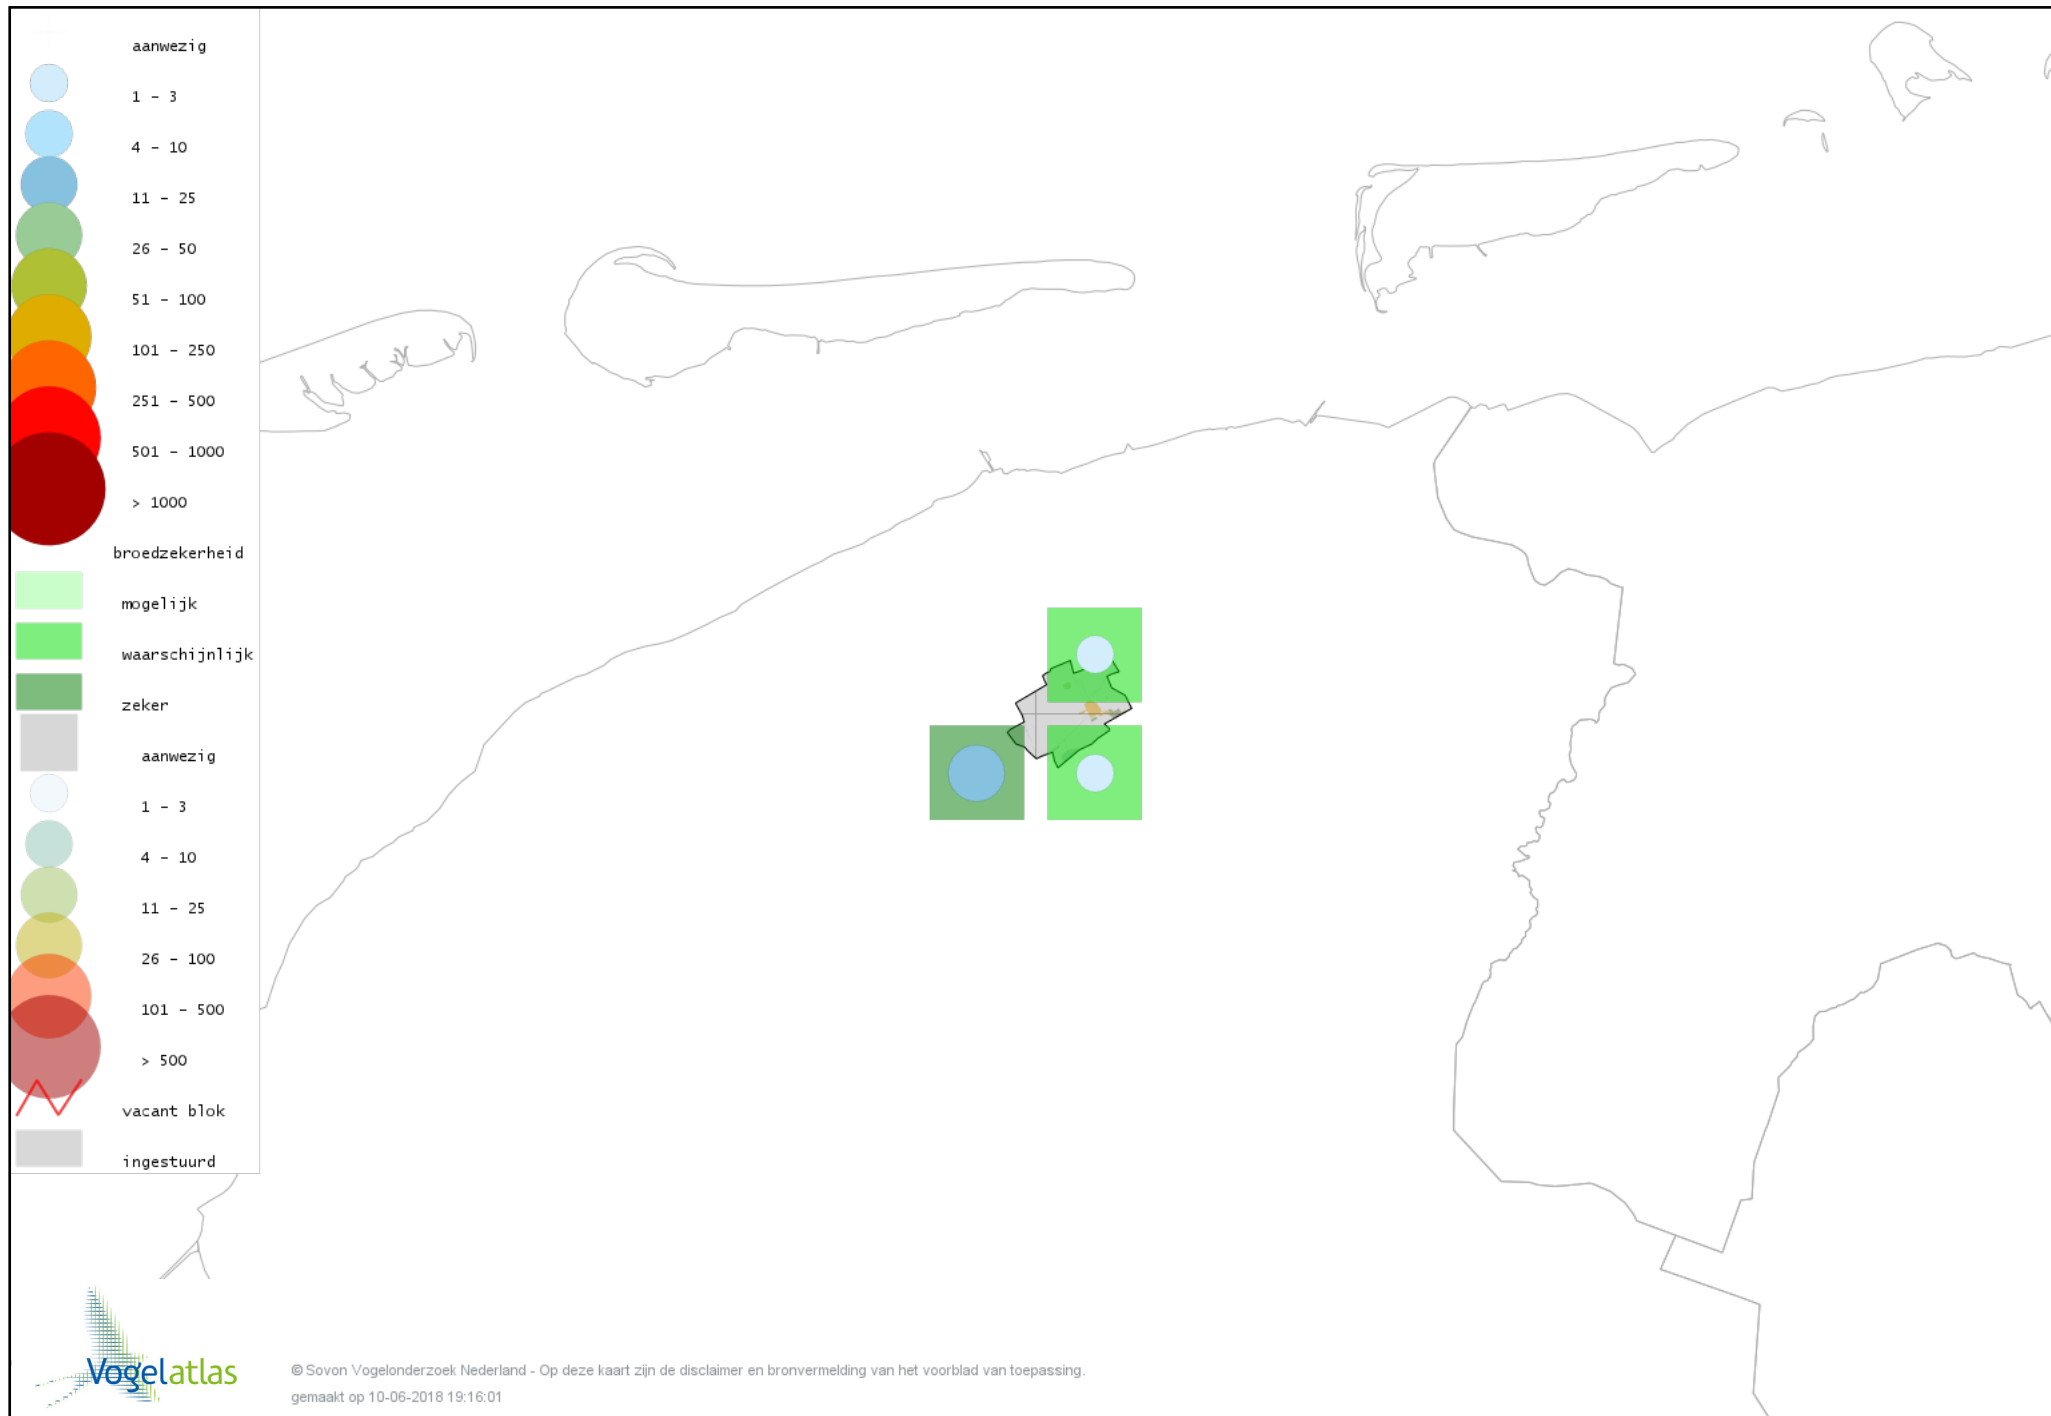 aanwezig
1 - 3
4 - 10
11 - 25
26 - 50
51 - 100
101 - 250
251 - 500
501 - 1000
> 1000
broedzekerheid
mogelijk
waarschijnlijk
zeker
aanwezig
1 - 3
4 - 10
11 - 25
26 - 100
101 - 500
> 500
vacant blok
ingestuurd
Vogelatlas
© Sovon Vogelonderzoek Nederland - Op deze kaart zijn de disclaimer en bronvermelding van het voorblad van toepassing.
gemaakt op 10-06-2018 19:16:01